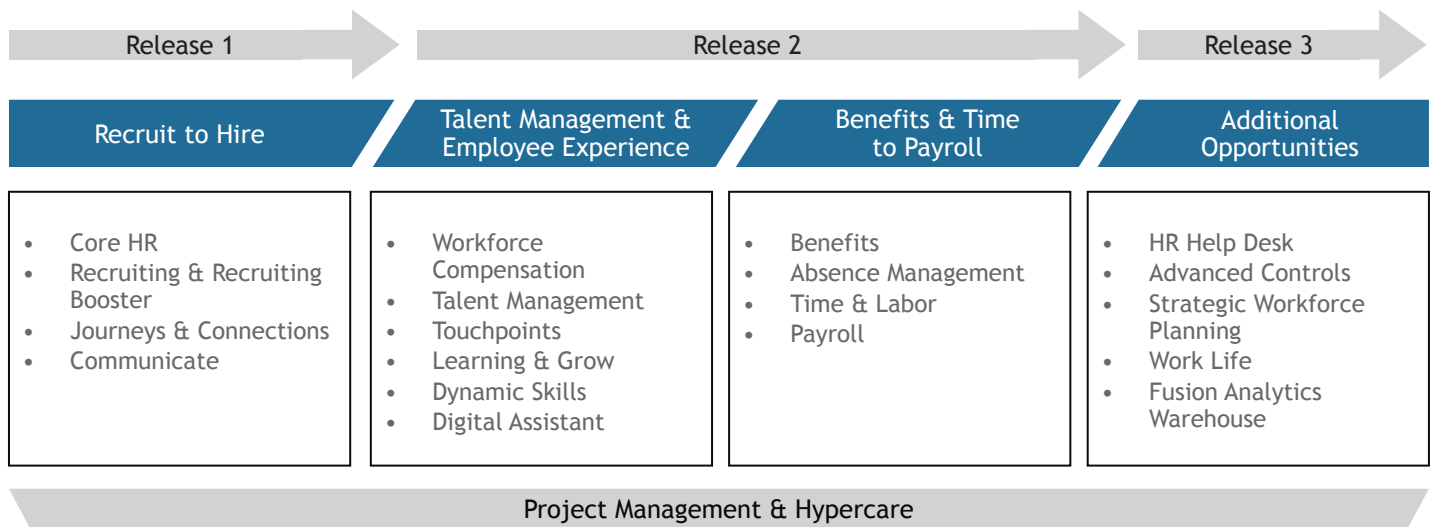 Release 1
Release 2
Release 3
Recruit to Hire
Talent Management &
Employee Experience
Benefits & Time
to Payroll
Additional
Opportunities
• Core HR
• Recruiting & Recruiting
Booster
• Journeys & Connections
• Communicate
• Workforce
Compensation
• Talent Management
• Touchpoints
• Learning & Grow
• Dynamic Skills
• Digital Assistant
• Benefits
• Absence Management
• Time & Labor
• Payroll
• HR Help Desk
• Advanced Controls
• Strategic Workforce
Planning
• Work Life
• Fusion Analytics
Warehouse
Project Management & Hypercare